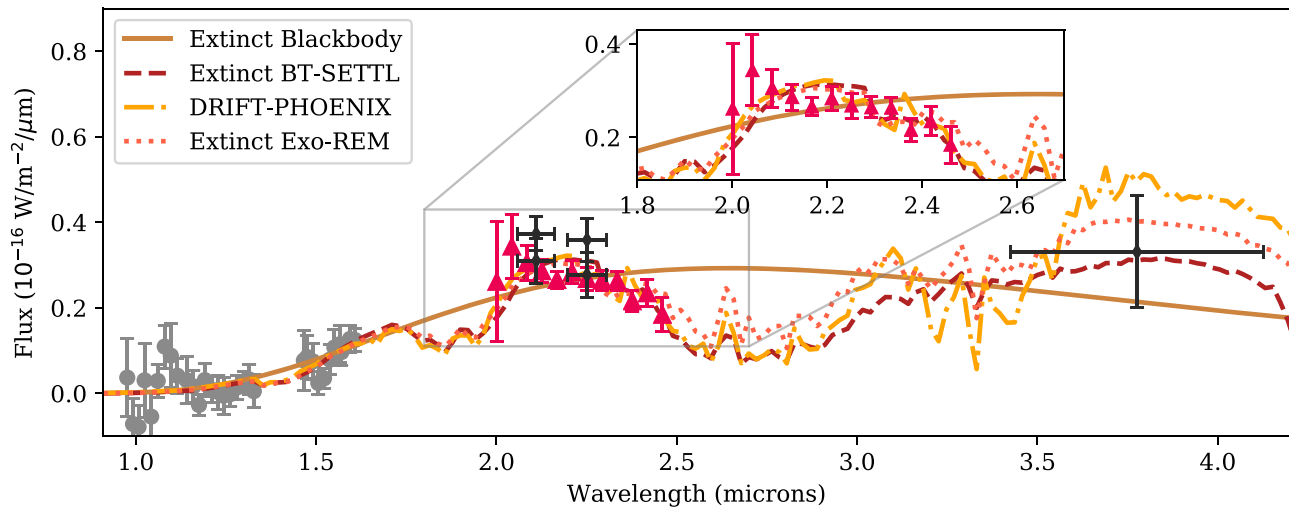 Extinct Blackbody
Extinct BT-SETTL
DRIFT-PHOENIX
Extinct Exo-REM
0.4
0.2
1.8 2.0 2.2 2.4 2.6
0.8
0.6
0.4
0.2
0.0
Flux (10⁻¹⁶ W/m⁻²/μm)
1.0 1.5 2.0 2.5 3.0 3.5 4.0
Wavelength (microns)